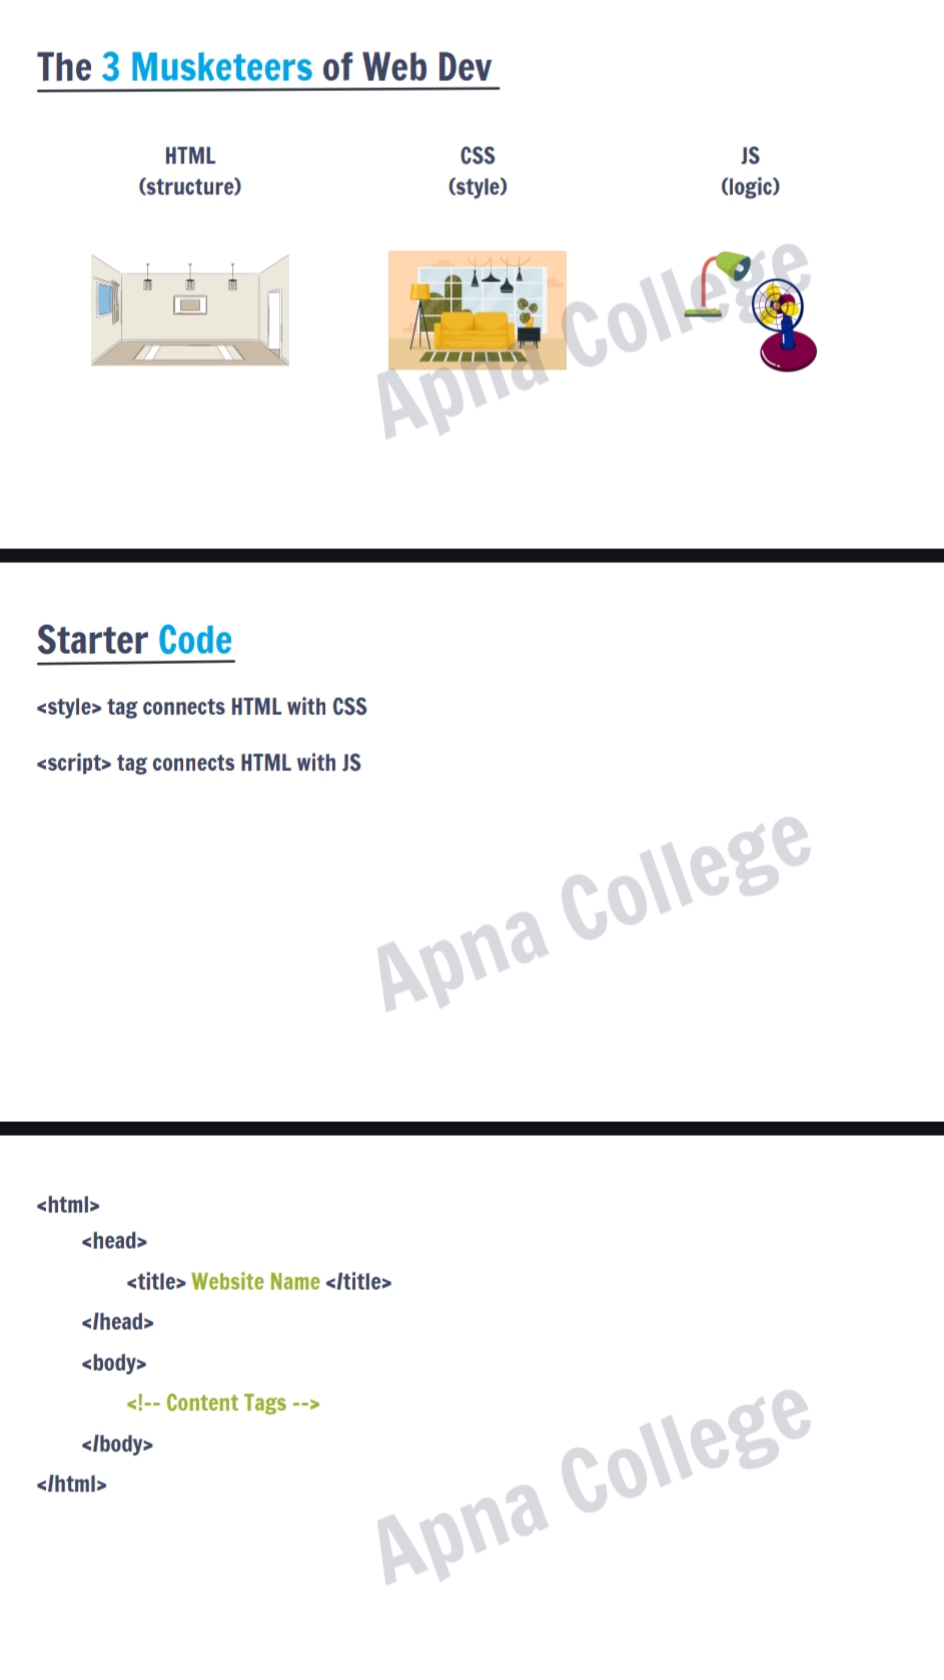 The 3 Musketeers of Web Dev
HTML
(structure)
CSS
(style)
JS
(logic)
Apna College
Starter Code
<style> tag connects HTML with CSS
<script> tag connects HTML with JS
Apna College
<html>
<head>
<title> Website Name </title>
</head>
<body>
<!-- Content Tags -->
</body>
</html>
Apna College